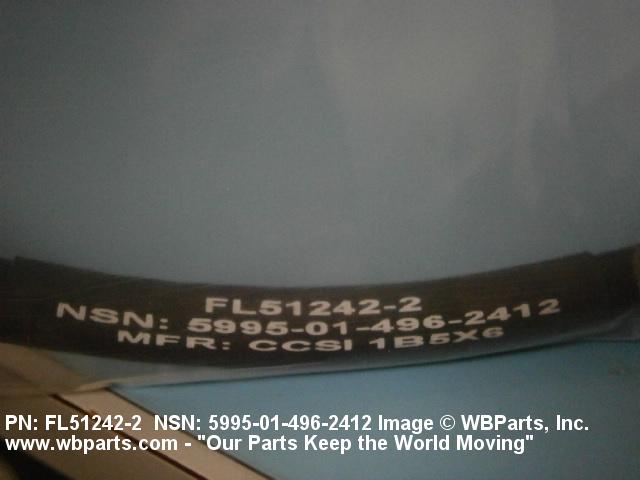 FL51242-2
NSN: 5995-01-496-2412
MFR: CCSI 1B5X6
PN: FL51242-2 NSN: 5995-01-496-2412 Image © WBParts, Inc.
www.wbparts.com - "Our Parts Keep the World Moving"